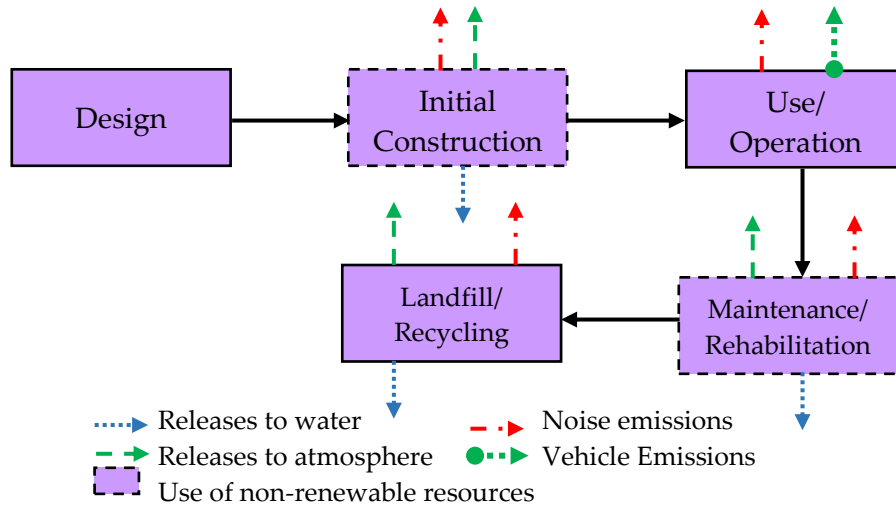 Design
Initial
Construction
Use/
Operation
Landfill/
Recycling
Maintenance/
Rehabilitation
Releases to water
Noise emissions
Releases to atmosphere
Vehicle Emissions
Use of non-renewable resources